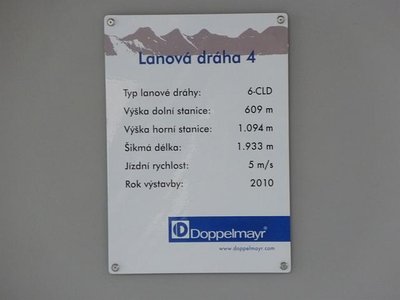 Lanová dráha 4
Typ lanové dráhy: 6-CLD
Výška dolní stanice: 609 m
Výška horní stanice: 1.094 m
Šikmá délka: 1.933 m
Jízdní rychlost: 5 m/s
Rok výstavby: 2010
Doppelmayr®
www.doppelmayr.com